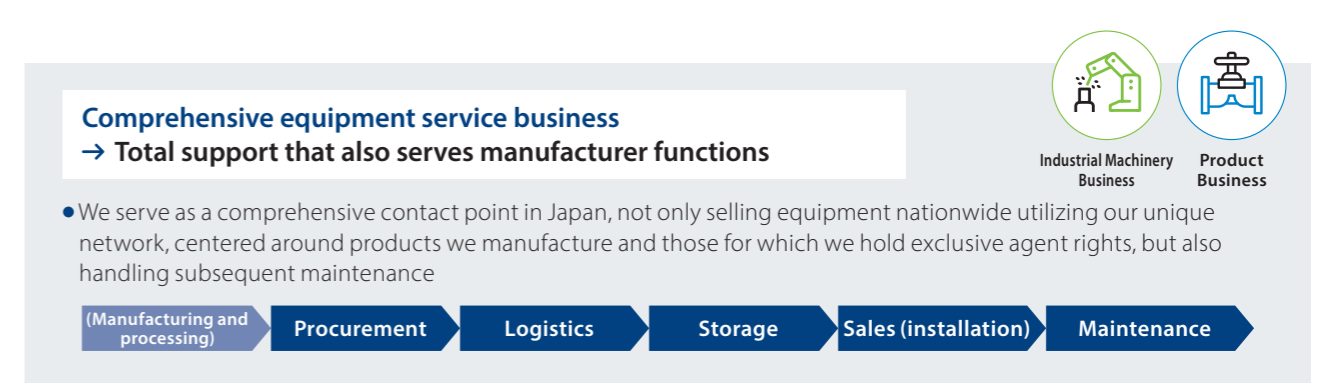 Comprehensive equipment service business
→ Total support that also serves manufacturer functions
Industrial Machinery
Business
Product
Business
●We serve as a comprehensive contact point in Japan, not only selling equipment nationwide utilizing our unique
network, centered around products we manufacture and those for which we hold exclusive agent rights, but also
handling subsequent maintenance
(Manufacturing and
processing)
Procurement
Logistics
Storage
Sales (installation)
Maintenance